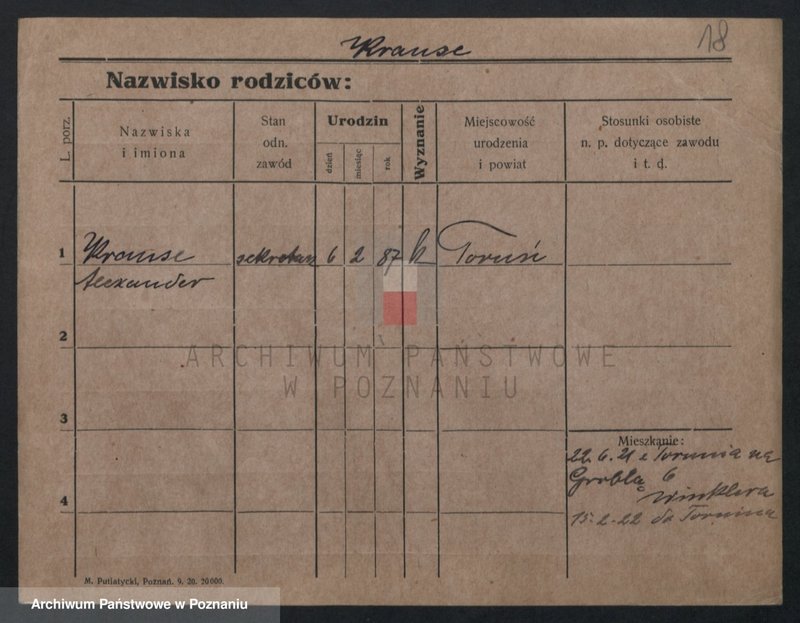 18
Krause
Nazwisko rodziców:
L. porz.
Nazwiska
i imiona
Stan
odn.
zawód
Urodzin
dzień
miesiąc
rok
Wyznanie
Miejscowość
urodzenia
i powiat
Stosunki osobiste
n. p. dotyczące zawodu
i t. d.
1 Krause sekretarz 6 2 87 k Toruń
Alexander
2
ARCHIWUM PAŃSTWOWE
W POZNANIU
3
Mieszkanie:
22.6.21 z Torunia na
Groblą 6
Winklera
4
15.2.22 do Torunia
M. Putiatycki, Poznań. 9. 20. 20000.
Archiwum Państwowe w Poznaniu